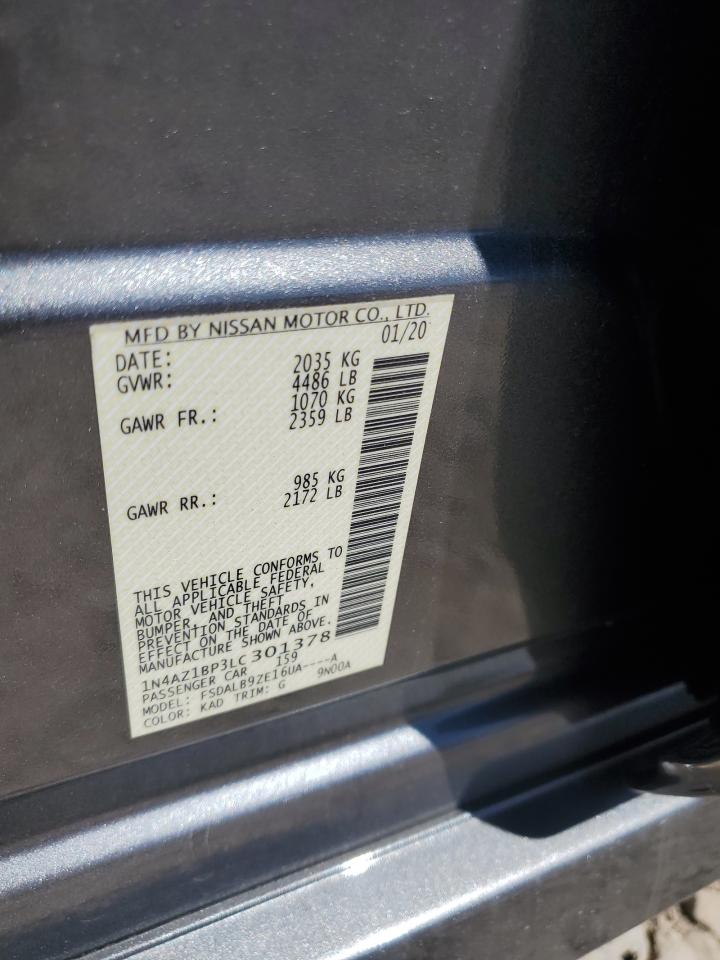 MFD BY NISSAN MOTOR CO., LTD.
DATE: 01/20
GVWR: 2035 KG
4486 LB
GAWR FR.: 1070 KG
2359 LB
GAWR RR.: 985 KG
2172 LB
THIS VEHICLE CONFORMS TO
ALL APPLICABLE FEDERAL
MOTOR VEHICLE SAFETY,
BUMPER, AND THEFT
PREVENTION STANDARDS IN
EFFECT ON THE DATE OF
MANUFACTURE SHOWN ABOVE.
1N4AZ1BP3LC301378
PASSENGER CAR 159
MODEL: FSDALB9ZE16UA----A
COLOR: KAD TRIM: G 9N00A